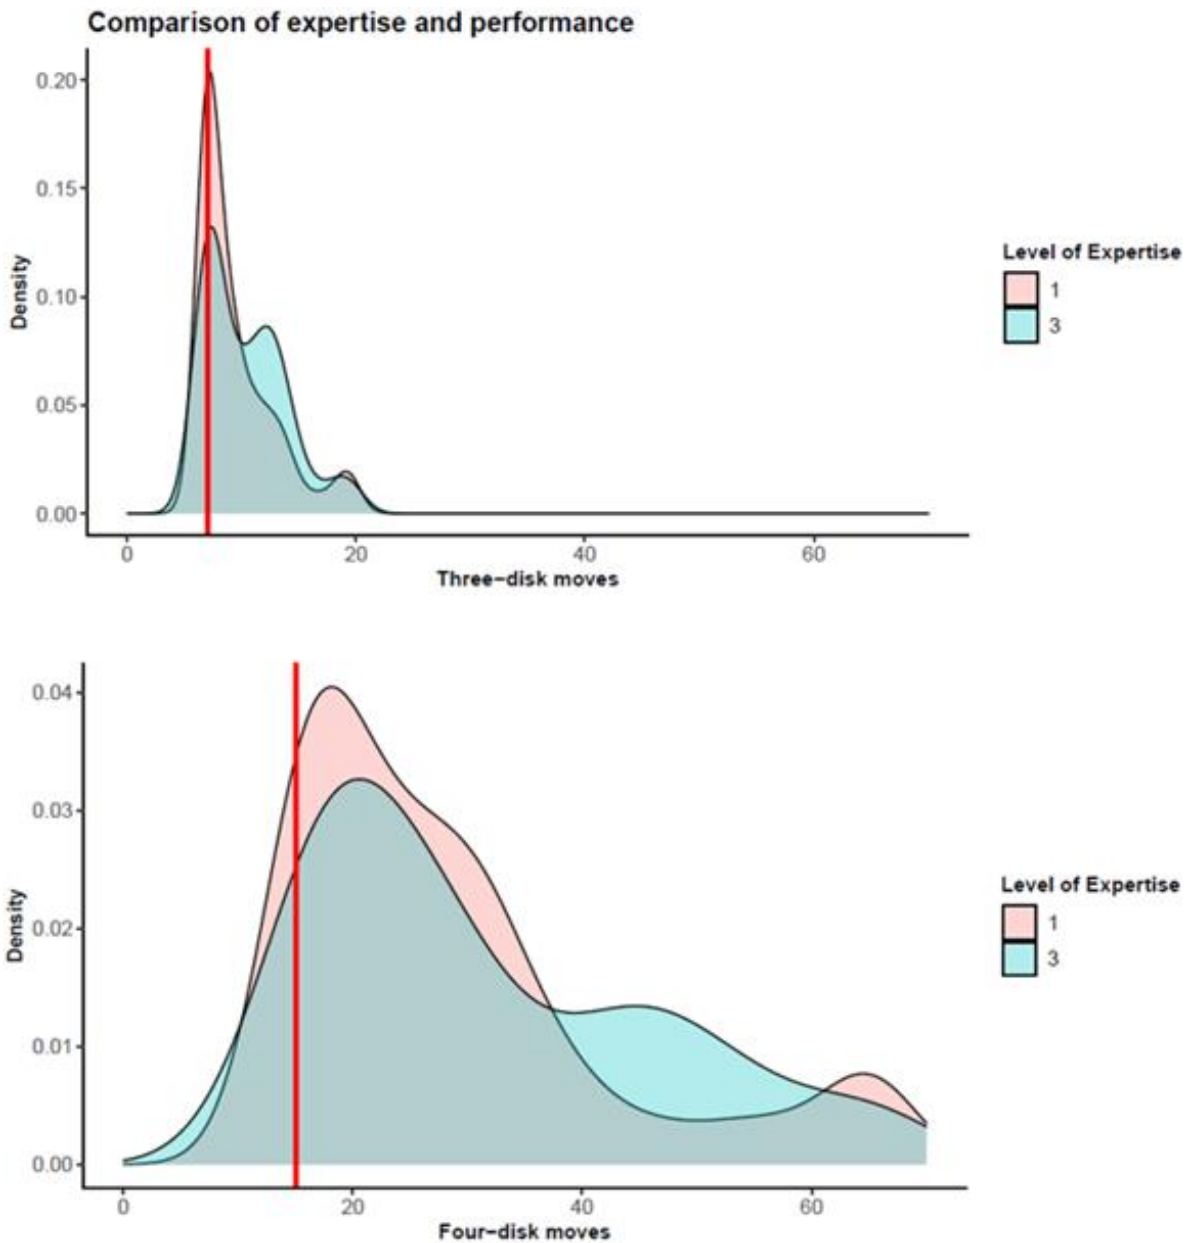 Comparison of expertise and performance
0.20
0.15
0.10
0.05
0.00
Density
0 20 40 60
Three-disk moves
Level of Expertise
1
3
0.04
0.03
0.02
0.01
0.00
Density
0 20 40 60
Four-disk moves
Level of Expertise
1
3